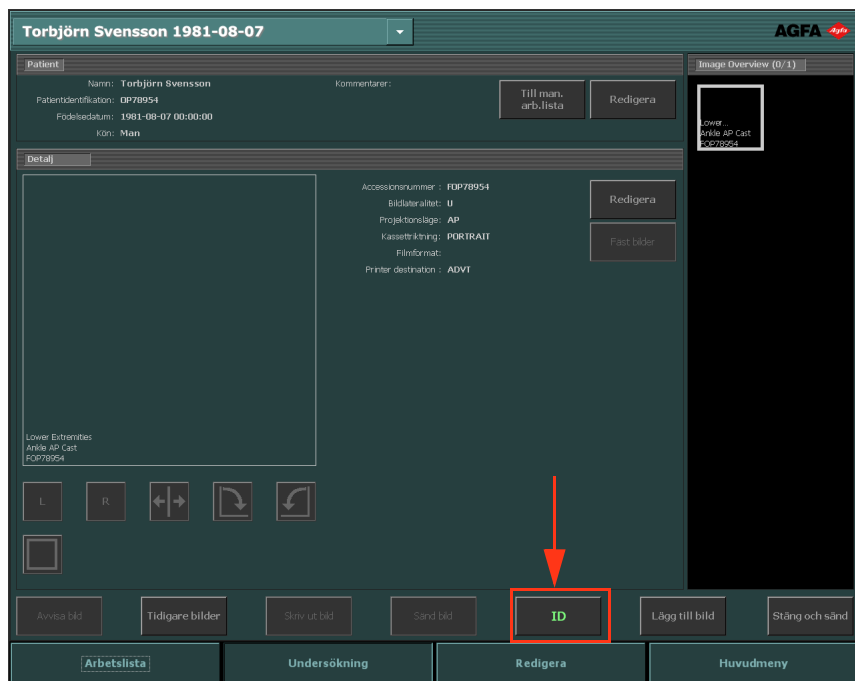 Torbjörn Svensson 1981-08-07
AGFA
Agfa
Patient
Namn: Torbjörn Svensson
Patientidentifikation: OP78954
Födelsedatum: 1981-08-07 00:00:00
Kön: Man
Kommentarer:
Till man.
arb.lista
Redigera
Image Overview (0/1)
Lower...
Ankle AP Cast
FOP78954
Detalj
Accessionsnummer : FOP78954
Bildlateralitet: U
Projektionsläge: AP
Kassettriktning: PORTRAIT
Filmformat:
Printer destination : ADVT
Redigera
Fäst bilder
Lower Extremities
Ankle AP Cast
FOP78954
L
R
Avvisa bild
Tidigare bilder
Skriv ut bild
Sänd bild
ID
Lägg till bild
Stäng och sänd
Arbetslista
Undersökning
Redigera
Huvudmeny